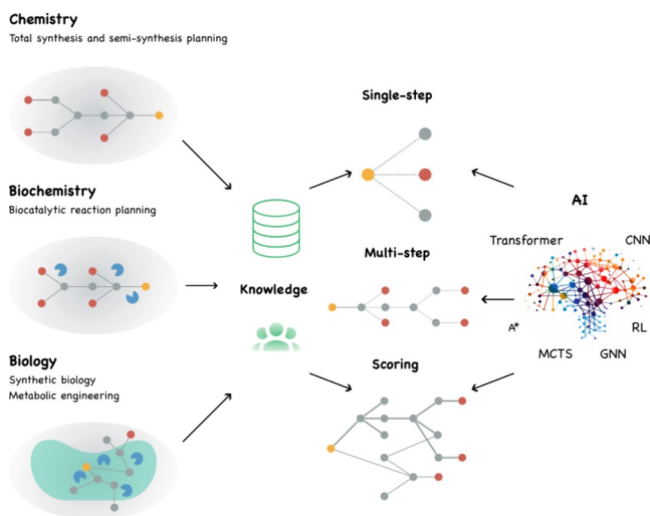 Chemistry
Total synthesis and semi-synthesis planning
Biochemistry
Biocatalytic reaction planning
Biology
Synthetic biology
Metabolic engineering
Knowledge
Single-step
Multi-step
Scoring
AI
Transformer
CNN
A*
RL
MCTS
GNN